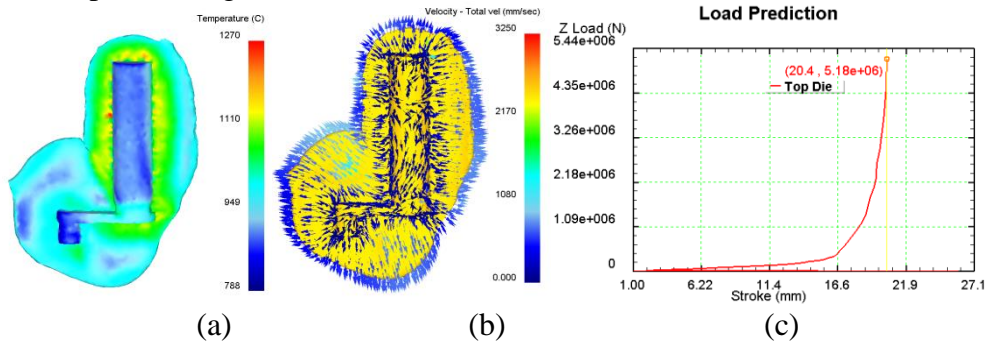 Temperature (C)
1270
1110
949
788
(a)
Velocity - Total vel (mm/sec)
3250
2170
1080
0.000
(b)
Load Prediction
Z Load (N)
5.44e+006
4.35e+006
3.26e+006
2.18e+006
1.09e+006
0
(20.4 , 5.18e+06)
Top Die
1.00 6.22 11.4 16.6 21.9 27.1
Stroke (mm)
(c)